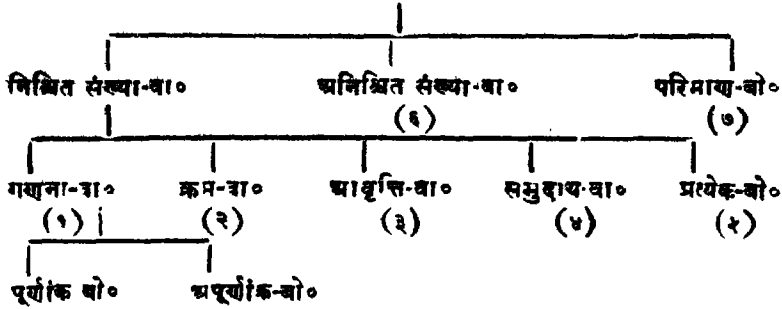 निश्चित संख्या-वा० अनिश्चित संख्या-वा० परिमाण-बो०
(६) (७)
गणना-वा० क्रम-वा० आवृत्ति-वा० समुदाय-वा० प्रत्येक-बो०
(१) (२) (३) (४) (५)
पूर्णांक बो० अपूर्णांक-बो०